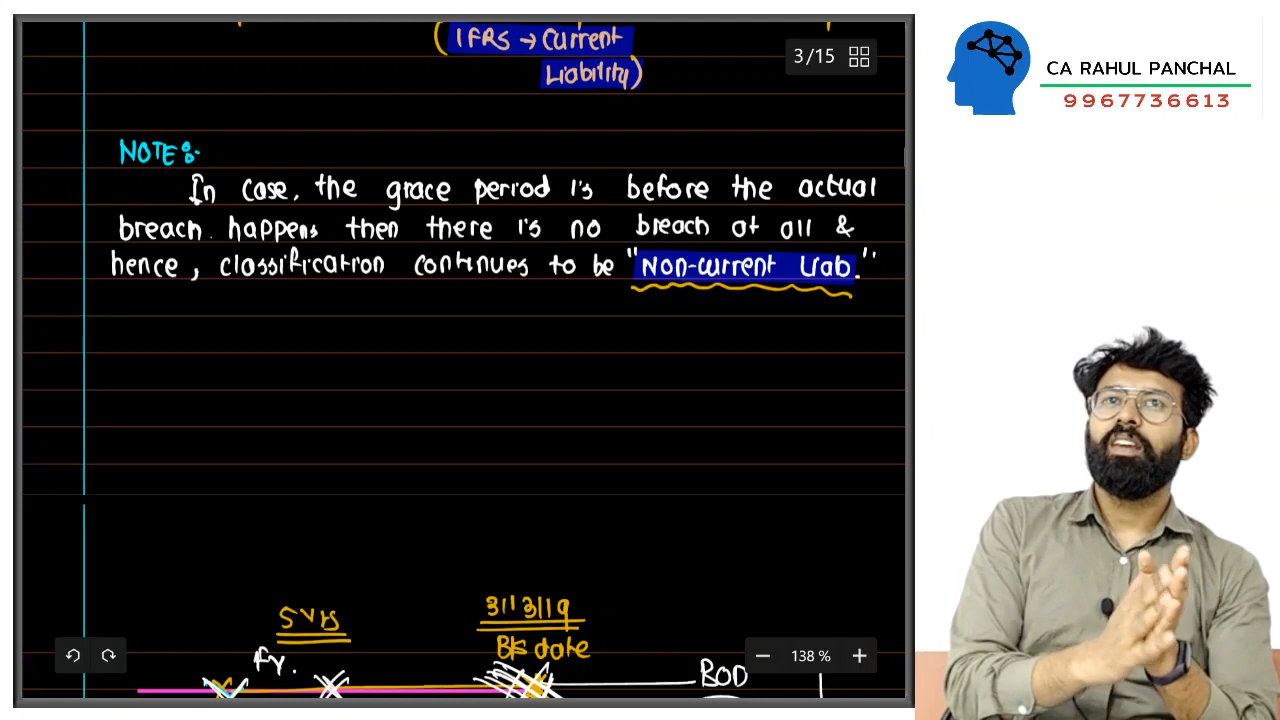 (IFRS → Current
Liability)
3/15
CA RAHUL PANCHAL
9967736613
NOTE:-
In case, the grace period is before the actual
breach happens then there is no breach at all &
hence, classification continues to be "Non-current Liab."
5 yrs
31/3/19
B/S date
Fy.
BOD
138 %